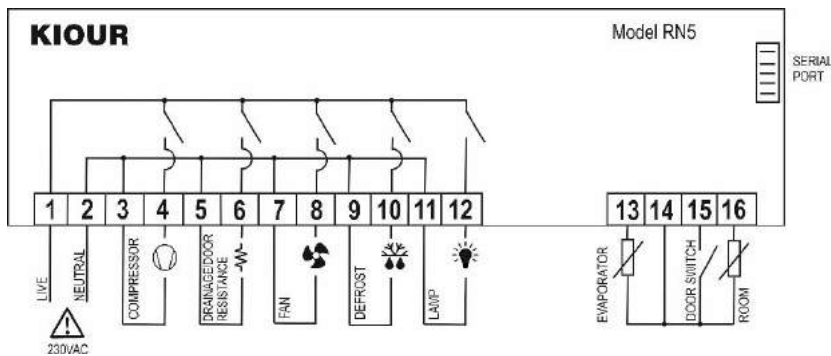 KIOUR
Model RN5
SERIAL
PORT
1 2 3 4 5 6 7 8 9 10 11 12
13 14 15 16
LIVE
NEUTRAL
COMPRESSOR
DRAINAGE/DOOR
RESISTANCE
FAN
DEFROST
LAMP
EVAPORATOR
DOOR SWITCH
ROOM
230VAC